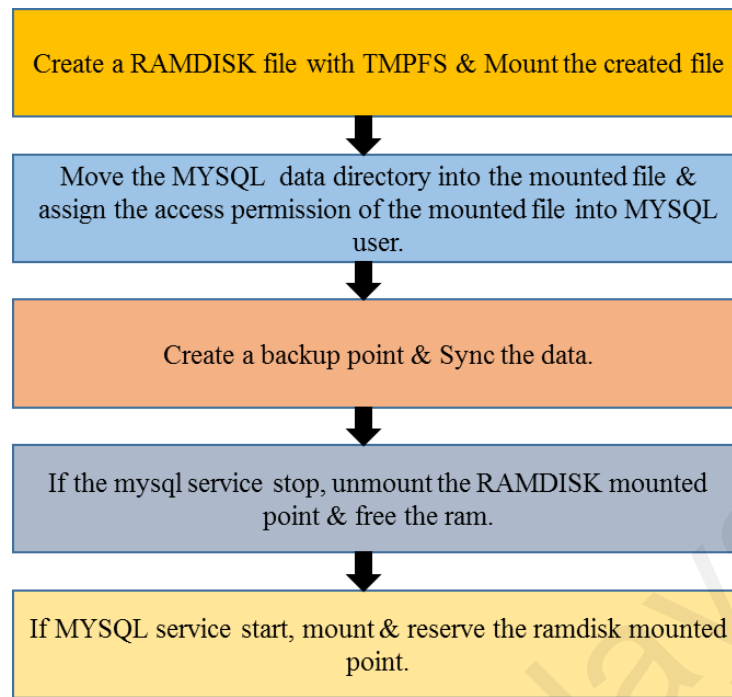 Create a RAMDISK file with TMPFS & Mount the created file
Move the MYSQL data directory into the mounted file &
assign the access permission of the mounted file into MYSQL
user.
Create a backup point & Sync the data.
If the mysql service stop, unmount the RAMDISK mounted
point & free the ram.
If MYSQL service start, mount & reserve the ramdisk mounted
point.